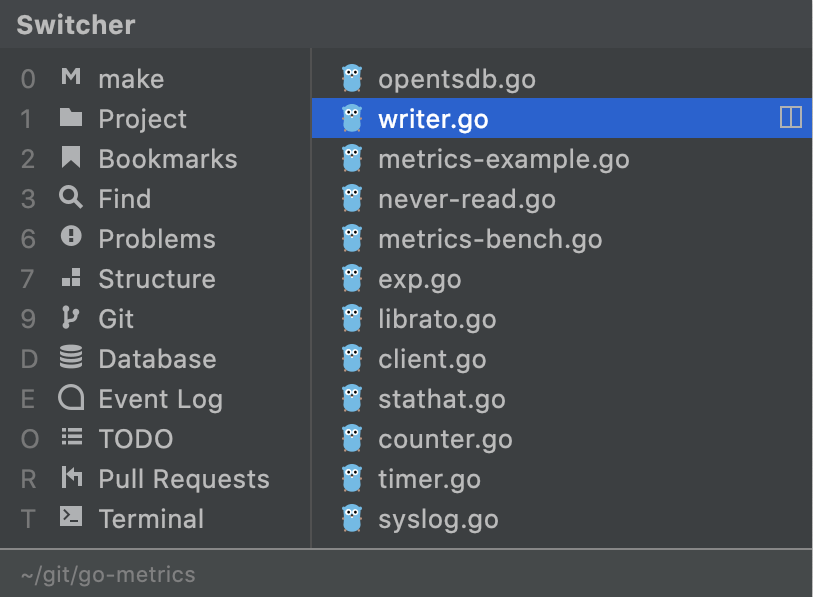 Switcher
0 make
1 Project
2 Bookmarks
3 Find
6 Problems
7 Structure
9 Git
D Database
E Event Log
O TODO
R Pull Requests
T Terminal
opentsdb.go
writer.go
metrics-example.go
never-read.go
metrics-bench.go
exp.go
librato.go
client.go
stathat.go
counter.go
timer.go
syslog.go
~/git/go-metrics